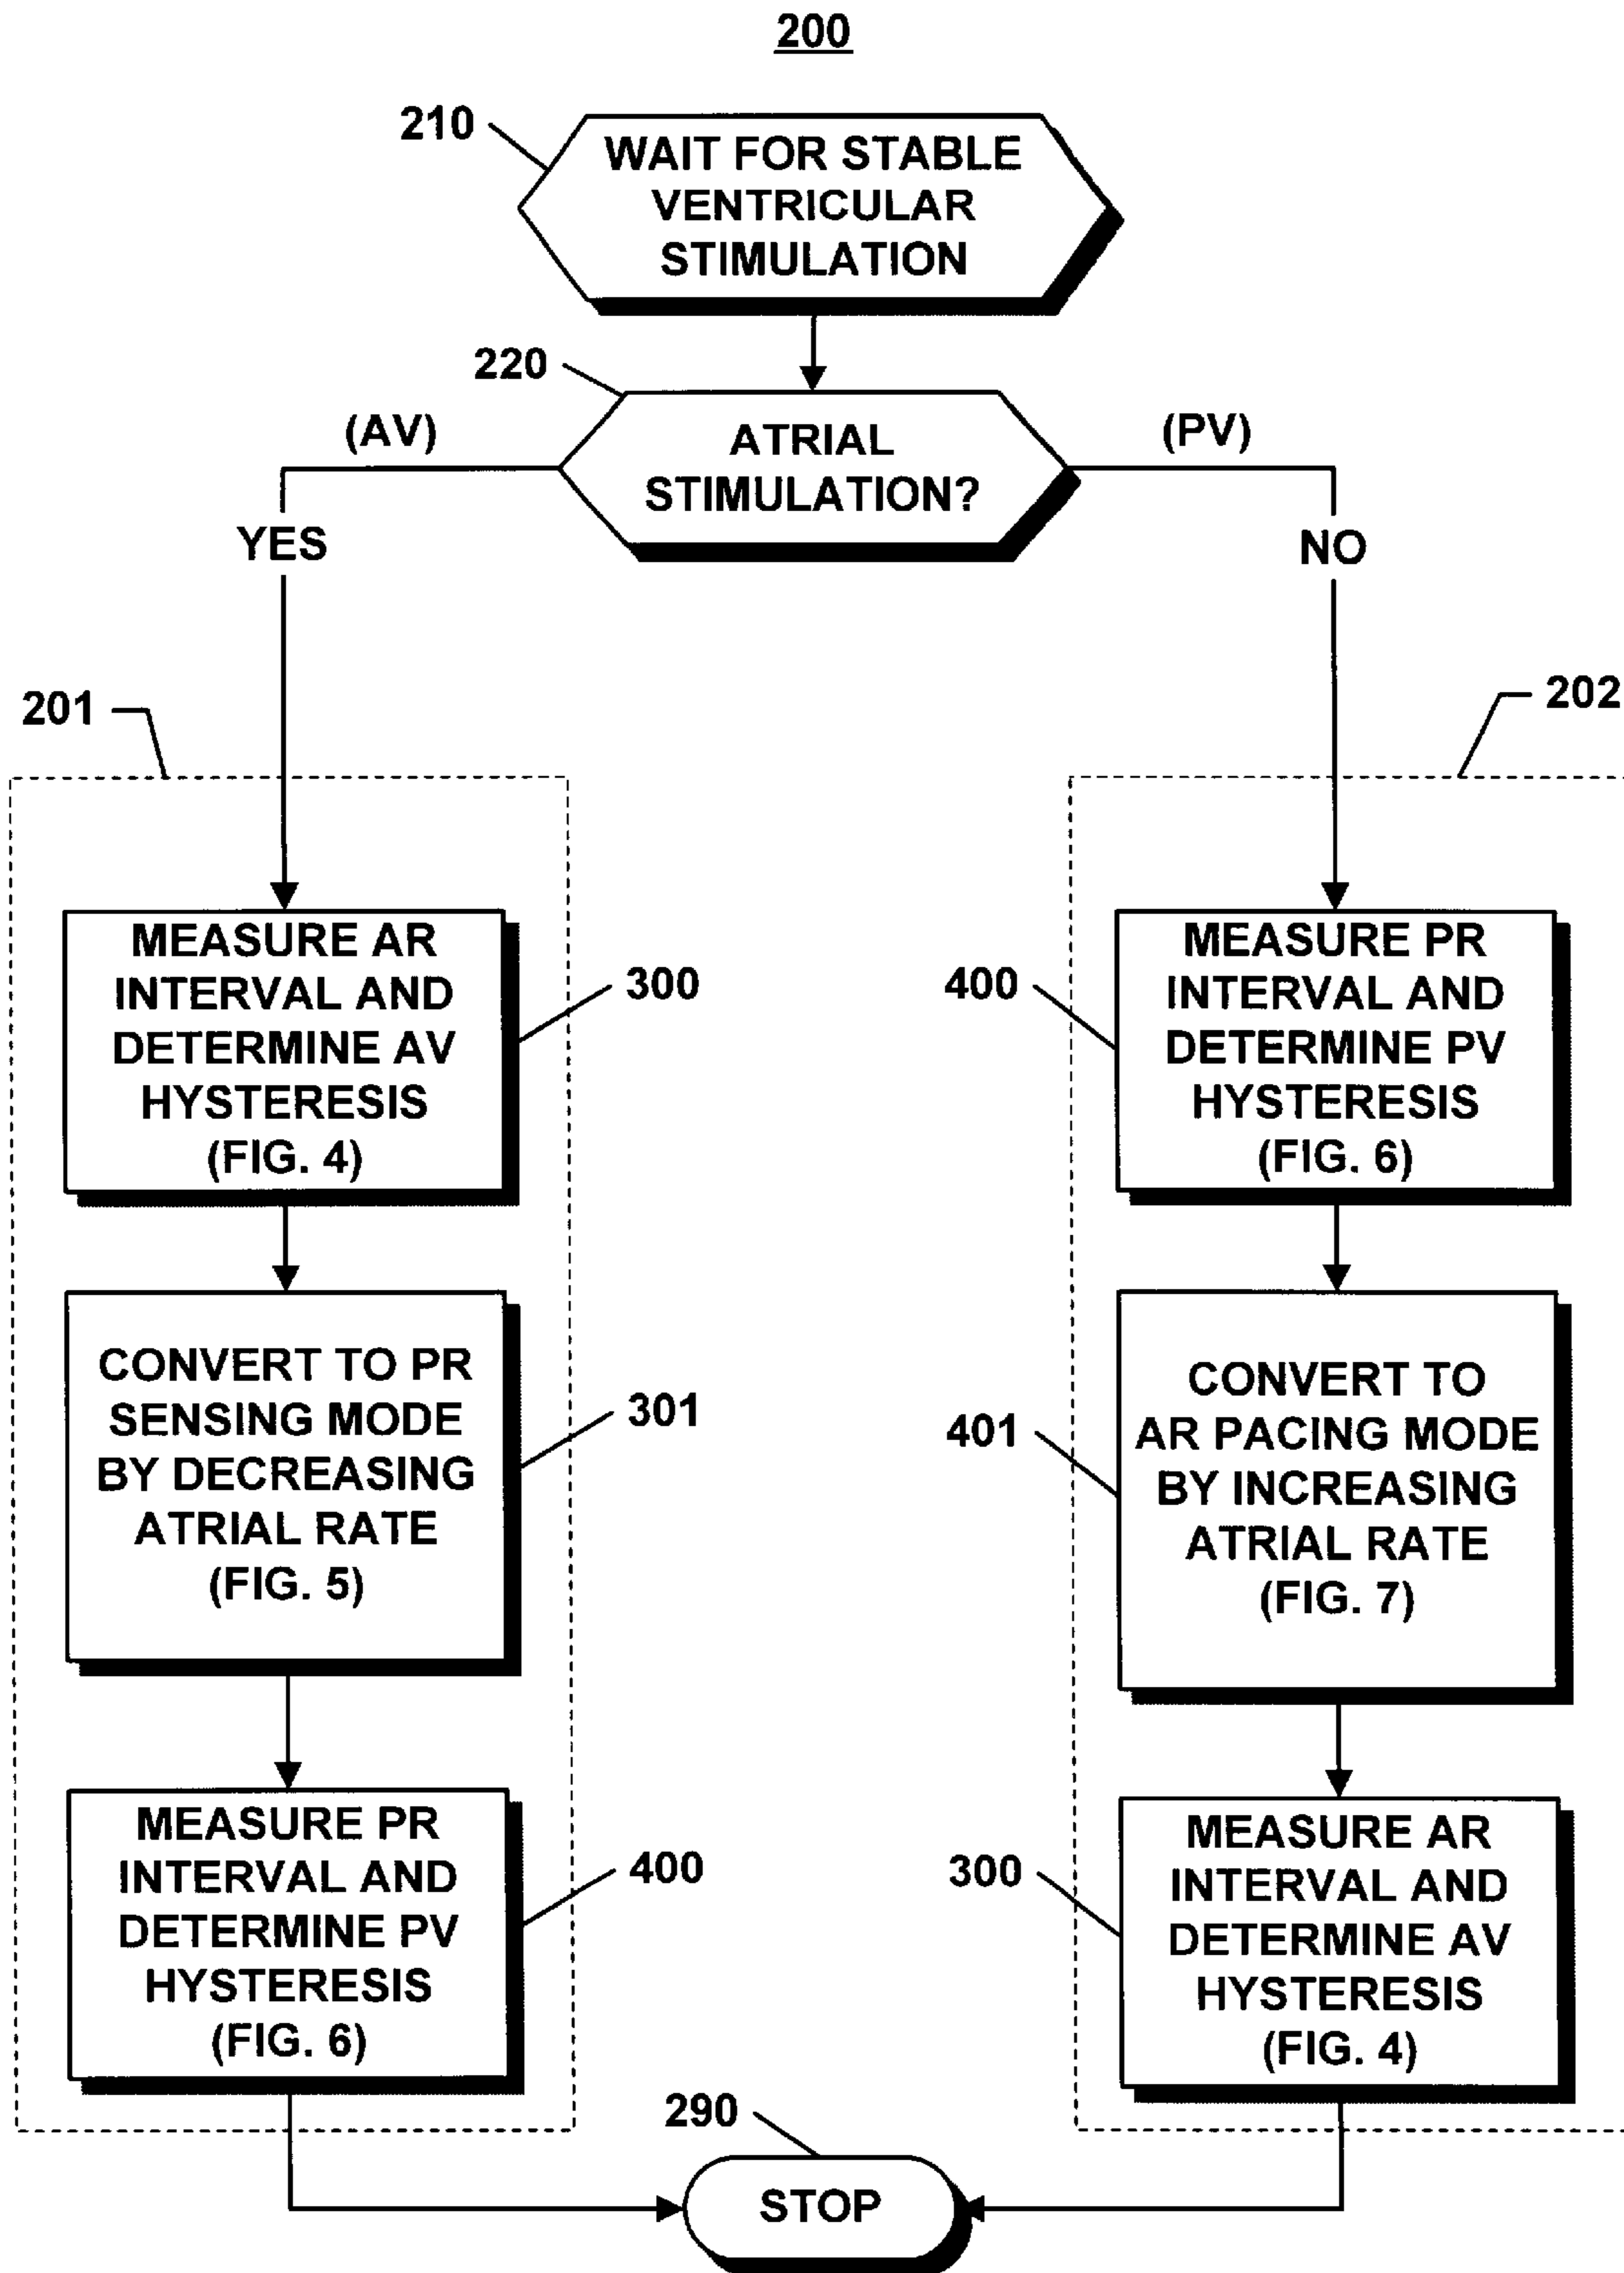 200
210
WAIT FOR STABLE
VENTRICULAR
STIMULATION
220
(AV)
ATRIAL
STIMULATION?
(PV)
YES
NO
201
202
MEASURE AR
INTERVAL AND
DETERMINE AV
HYSTERESIS
(FIG. 4)
300
CONVERT TO PR
SENSING MODE
BY DECREASING
ATRIAL RATE
(FIG. 5)
301
MEASURE PR
INTERVAL AND
DETERMINE PV
HYSTERESIS
(FIG. 6)
400
400
MEASURE PR
INTERVAL AND
DETERMINE PV
HYSTERESIS
(FIG. 6)
401
CONVERT TO
AR PACING MODE
BY INCREASING
ATRIAL RATE
(FIG. 7)
300
MEASURE AR
INTERVAL AND
DETERMINE AV
HYSTERESIS
(FIG. 4)
290
STOP